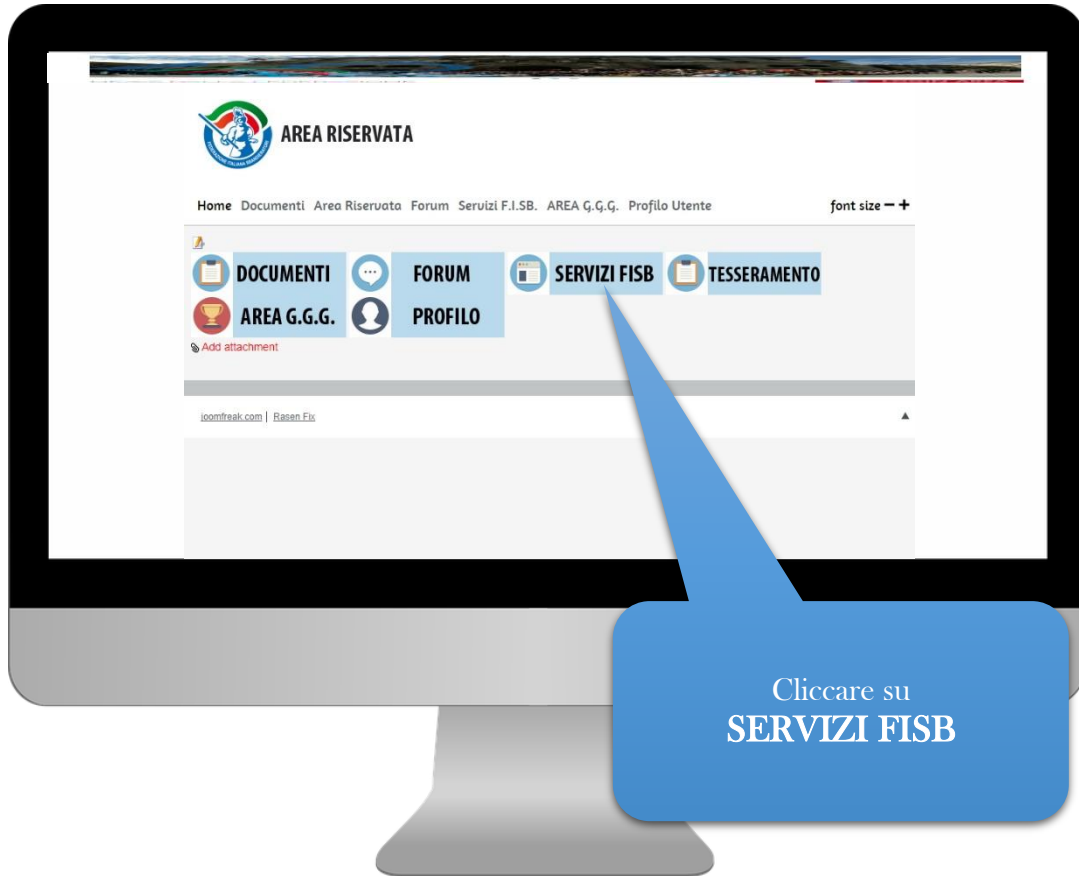 AREA RISERVATA
Home Documenti Area Riservata Forum Servizi F.I.SB. AREA G.G.G. Profilo Utente font size
DOCUMENTI FORUM SERVIZI FISB TESSERAMENTO
AREA G.G.G. PROFILO
Add attachment
joomfreak.com | Rasen Fix
Cliccare su
SERVIZI FISB